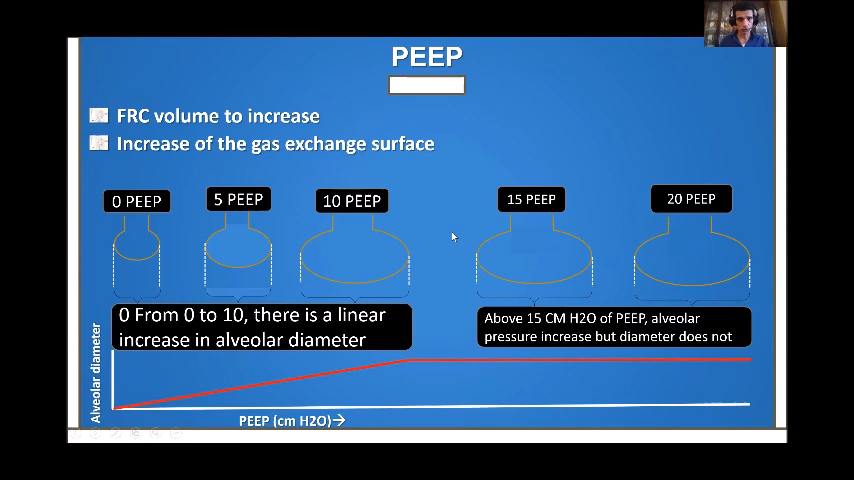 PEEP
FRC volume to increase
Increase of the gas exchange surface
0 PEEP
5 PEEP
10 PEEP
15 PEEP
20 PEEP
0 From 0 to 10, there is a linear
increase in alveolar diameter
Above 15 CM H2O of PEEP, alveolar
pressure increase but diameter does not
Alveolar diameter
PEEP (cm H2O)→